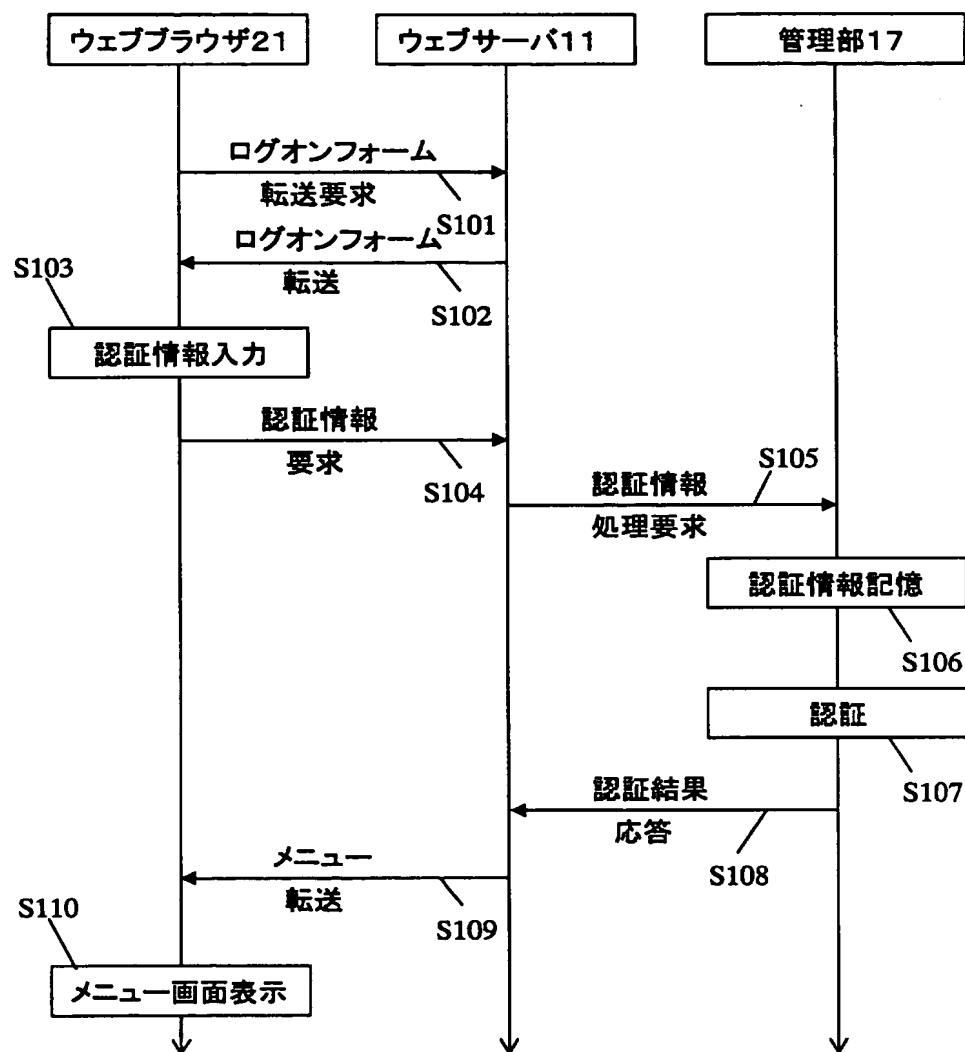 ウェブブラウザ21
ウェブサーバ11
管理部17
ログオンフォーム
転送要求
S101
ログオンフォーム
転送
S102
S103
認証情報入力
認証情報
要求
S104
S105
認証情報
処理要求
認証情報記憶
S106
認証
S107
認証結果
応答
S108
メニュー
転送
S109
S110
メニュー画面表示